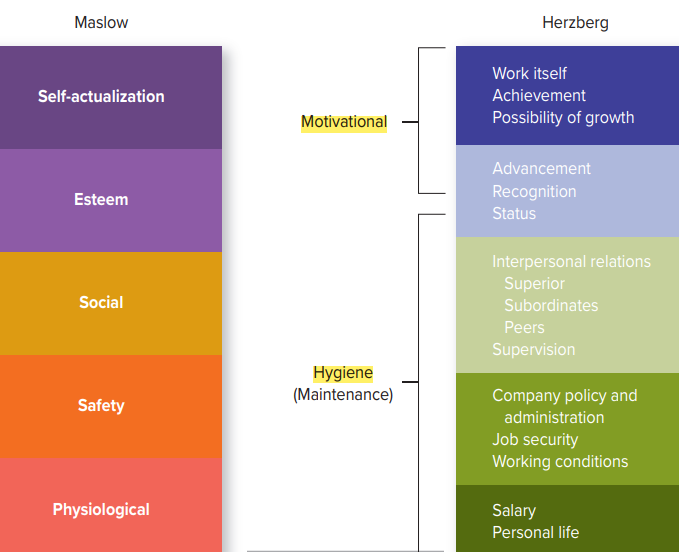 Maslow
Self-actualization
Esteem
Social
Safety
Physiological
Motivational
Hygiene
(Maintenance)
Herzberg
Work itself
Achievement
Possibility of growth
Advancement
Recognition
Status
Interpersonal relations
Superior
Subordinates
Peers
Supervision
Company policy and
administration
Job security
Working conditions
Salary
Personal life